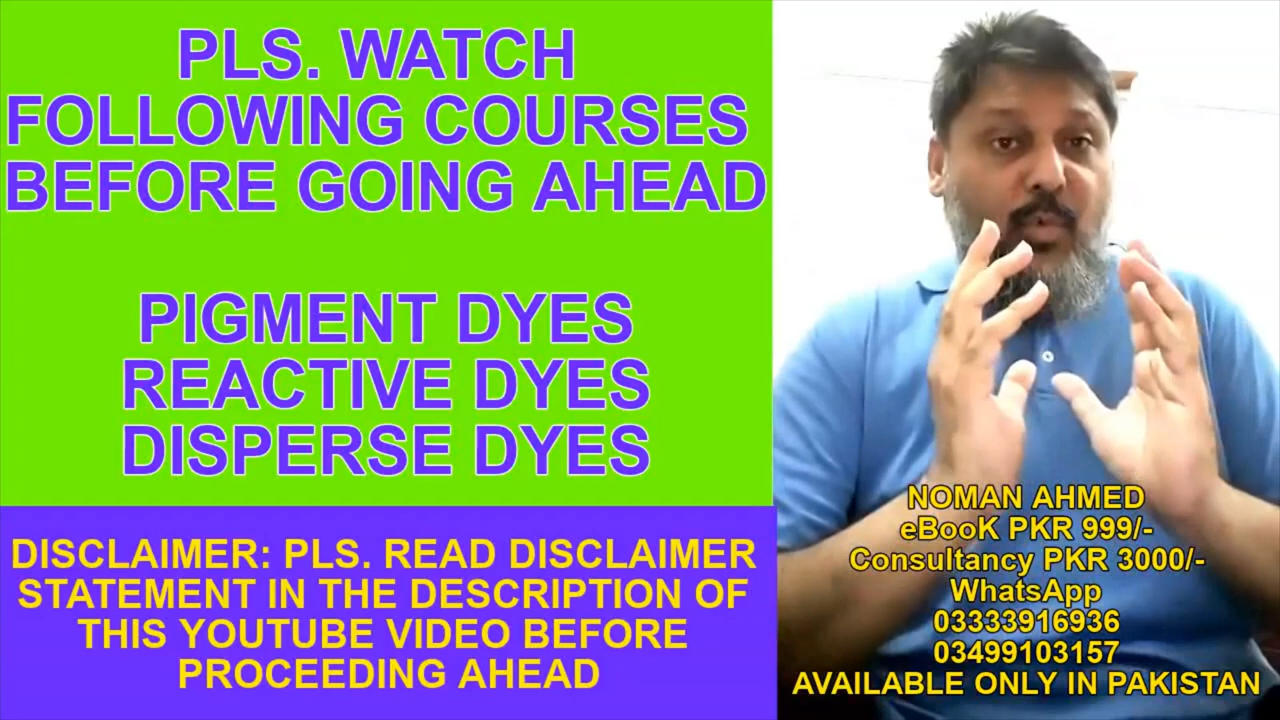 PLS. WATCH
FOLLOWING COURSES
BEFORE GOING AHEAD
PIGMENT DYES
REACTIVE DYES
DISPERSE DYES
DISCLAIMER: PLS. READ DISCLAIMER
STATEMENT IN THE DESCRIPTION OF
THIS YOUTUBE VIDEO BEFORE
PROCEEDING AHEAD
NOMAN AHMED
eBooK PKR 999/-
Consultancy PKR 3000/-
WhatsApp
03333916936
03499103157
AVAILABLE ONLY IN PAKISTAN